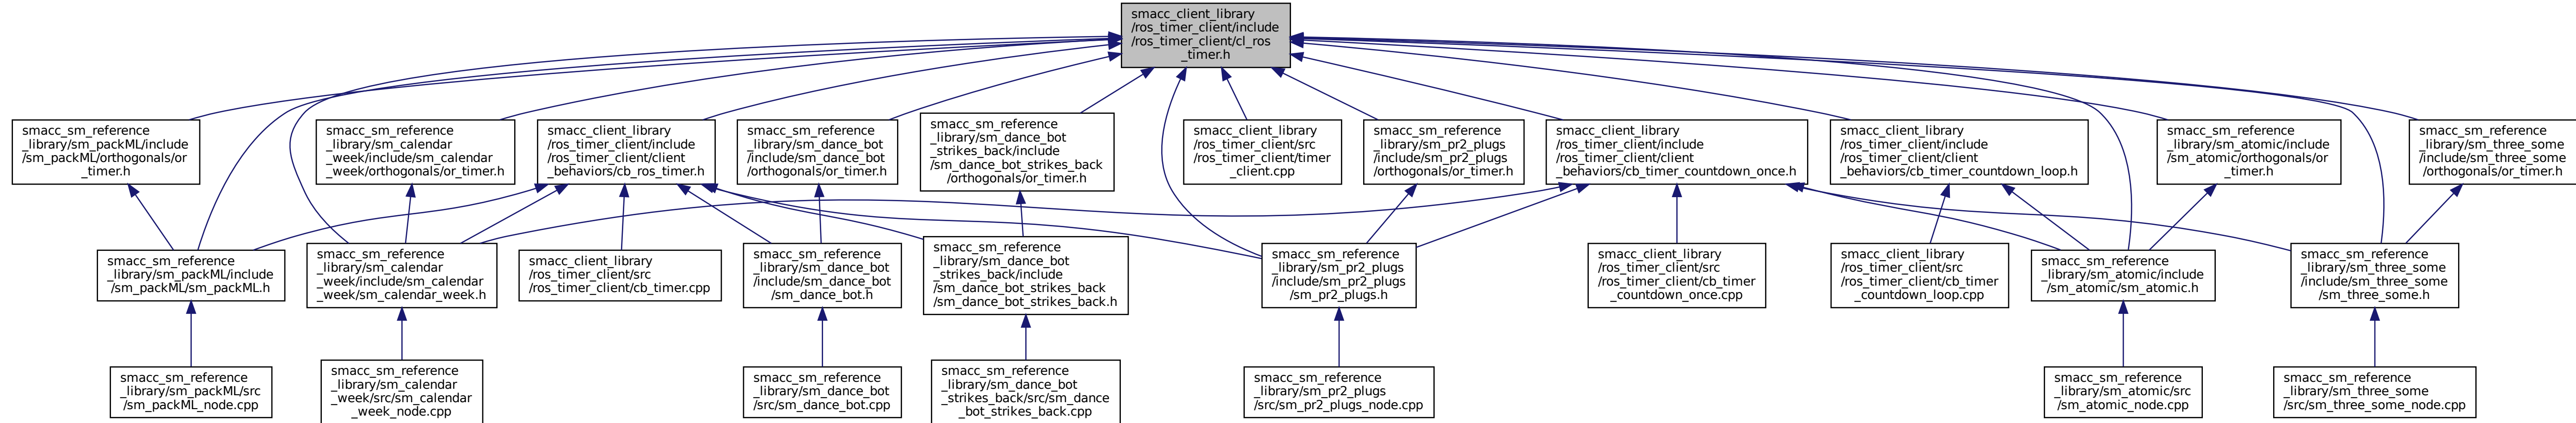 smacc_client_library
/ros_timer_client/include
/ros_timer_client/cl_ros
_timer.h
smacc_sm_reference
_library/sm_packML/include
/sm_packML/orthogonals/or
_timer.h
smacc_sm_reference
_library/sm_calendar
_week/include/sm_calendar
_week/orthogonals/or_timer.h
smacc_client_library
/ros_timer_client/include
/ros_timer_client/client
_behaviors/cb_ros_timer.h
smacc_sm_reference
_library/sm_dance_bot
/include/sm_dance_bot
/orthogonals/or_timer.h
smacc_sm_reference
_library/sm_dance_bot
_strikes_back/include
/sm_dance_bot_strikes_back
/orthogonals/or_timer.h
smacc_client_library
/ros_timer_client/src
/ros_timer_client/timer
_client.cpp
smacc_sm_reference
_library/sm_pr2_plugs
/include/sm_pr2_plugs
/orthogonals/or_timer.h
smacc_client_library
/ros_timer_client/include
/ros_timer_client/client
_behaviors/cb_timer_countdown_once.h
smacc_client_library
/ros_timer_client/include
/ros_timer_client/client
_behaviors/cb_timer_countdown_loop.h
smacc_sm_reference
_library/sm_atomic/include
/sm_atomic/orthogonals/or
_timer.h
smacc_sm_reference
_library/sm_three_some
/include/sm_three_some
/orthogonals/or_timer.h
smacc_sm_reference
_library/sm_packML/include
/sm_packML/sm_packML.h
smacc_sm_reference
_library/sm_calendar
_week/include/sm_calendar
_week/sm_calendar_week.h
smacc_client_library
/ros_timer_client/src
/ros_timer_client/cb_timer.cpp
smacc_sm_reference
_library/sm_dance_bot
/include/sm_dance_bot
/sm_dance_bot.h
smacc_sm_reference
_library/sm_dance_bot
_strikes_back/include
/sm_dance_bot_strikes_back
/sm_dance_bot_strikes_back.h
smacc_sm_reference
_library/sm_pr2_plugs
/include/sm_pr2_plugs
/sm_pr2_plugs.h
smacc_client_library
/ros_timer_client/src
/ros_timer_client/cb_timer
_countdown_once.cpp
smacc_client_library
/ros_timer_client/src
/ros_timer_client/cb_timer
_countdown_loop.cpp
smacc_sm_reference
_library/sm_atomic/include
/sm_atomic/sm_atomic.h
smacc_sm_reference
_library/sm_three_some
/include/sm_three_some
/sm_three_some.h
smacc_sm_reference
_library/sm_packML/src
/sm_packML_node.cpp
smacc_sm_reference
_library/sm_calendar
_week/src/sm_calendar
_week_node.cpp
smacc_sm_reference
_library/sm_dance_bot
/src/sm_dance_bot.cpp
smacc_sm_reference
_library/sm_dance_bot
_strikes_back/src/sm_dance
_bot_strikes_back.cpp
smacc_sm_reference
_library/sm_pr2_plugs
/src/sm_pr2_plugs_node.cpp
smacc_sm_reference
_library/sm_atomic/src
/sm_atomic_node.cpp
smacc_sm_reference
_library/sm_three_some
/src/sm_three_some_node.cpp